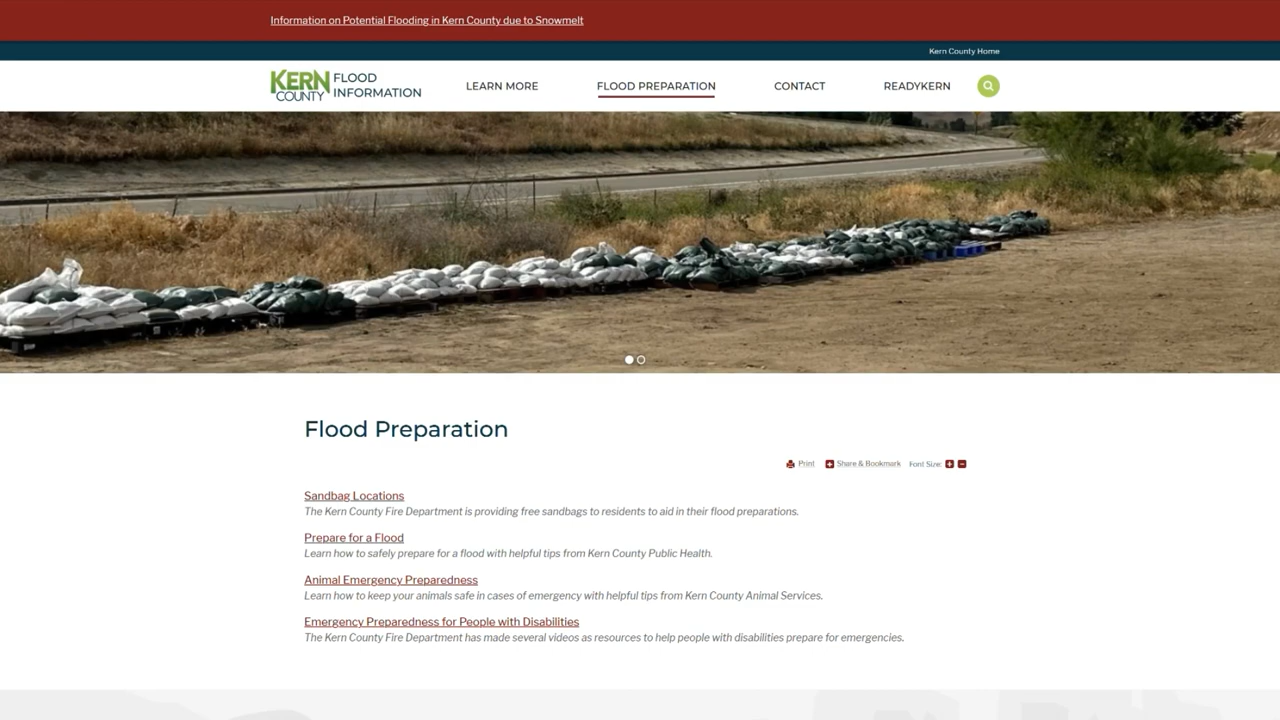 Information on Potential Flooding in Kern County due to Snowmelt
Kern County Home
KERN COUNTY
FLOOD INFORMATION
LEARN MORE
FLOOD PREPARATION
CONTACT
READYKERN
Flood Preparation
Print
Share & Bookmark
Font Size:
Sandbag Locations
The Kern County Fire Department is providing free sandbags to residents to aid in their flood preparations.
Prepare for a Flood
Learn how to safely prepare for a flood with helpful tips from Kern County Public Health.
Animal Emergency Preparedness
Learn how to keep your animals safe in cases of emergency with helpful tips from Kern County Animal Services.
Emergency Preparedness for People with Disabilities
The Kern County Fire Department has made several videos as resources to help people with disabilities prepare for emergencies.